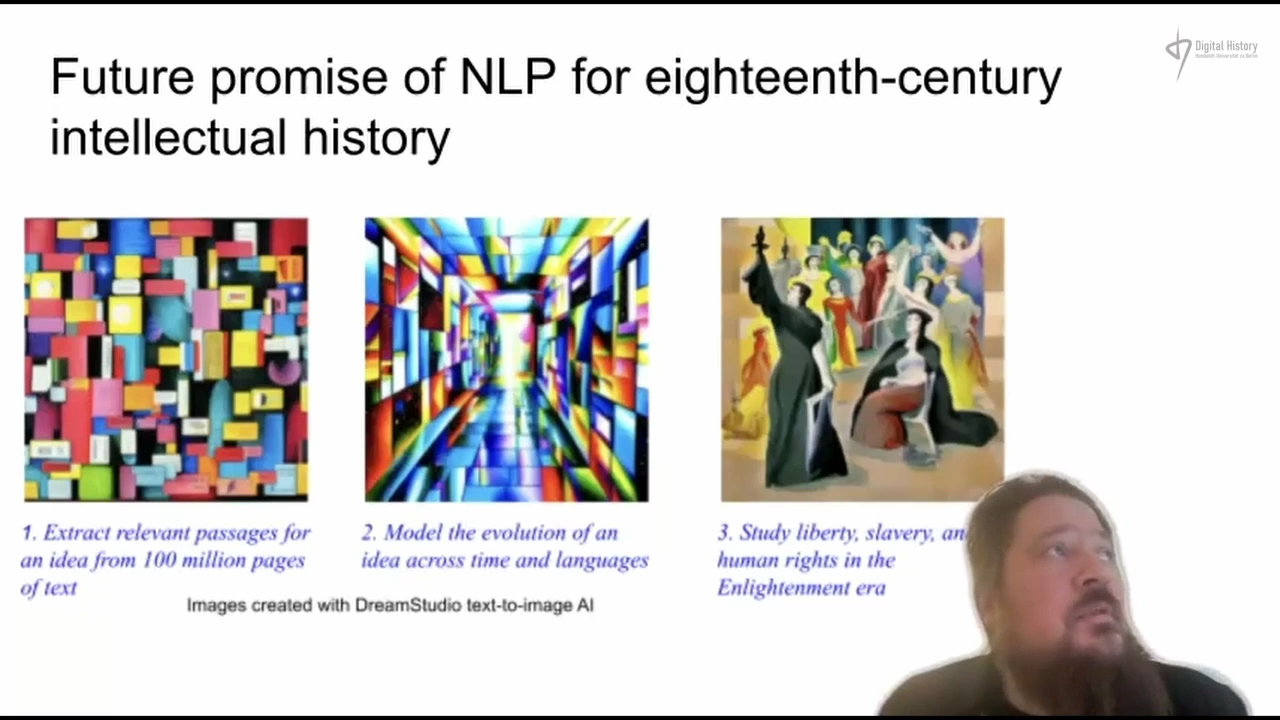 Digital History
Humboldt-Universität zu Berlin
Future promise of NLP for eighteenth-century
intellectual history
1. Extract relevant passages for
an idea from 100 million pages
of text
2. Model the evolution of an
idea across time and languages
3. Study liberty, slavery, an
human rights in the
Enlightenment era
Images created with DreamStudio text-to-image AI